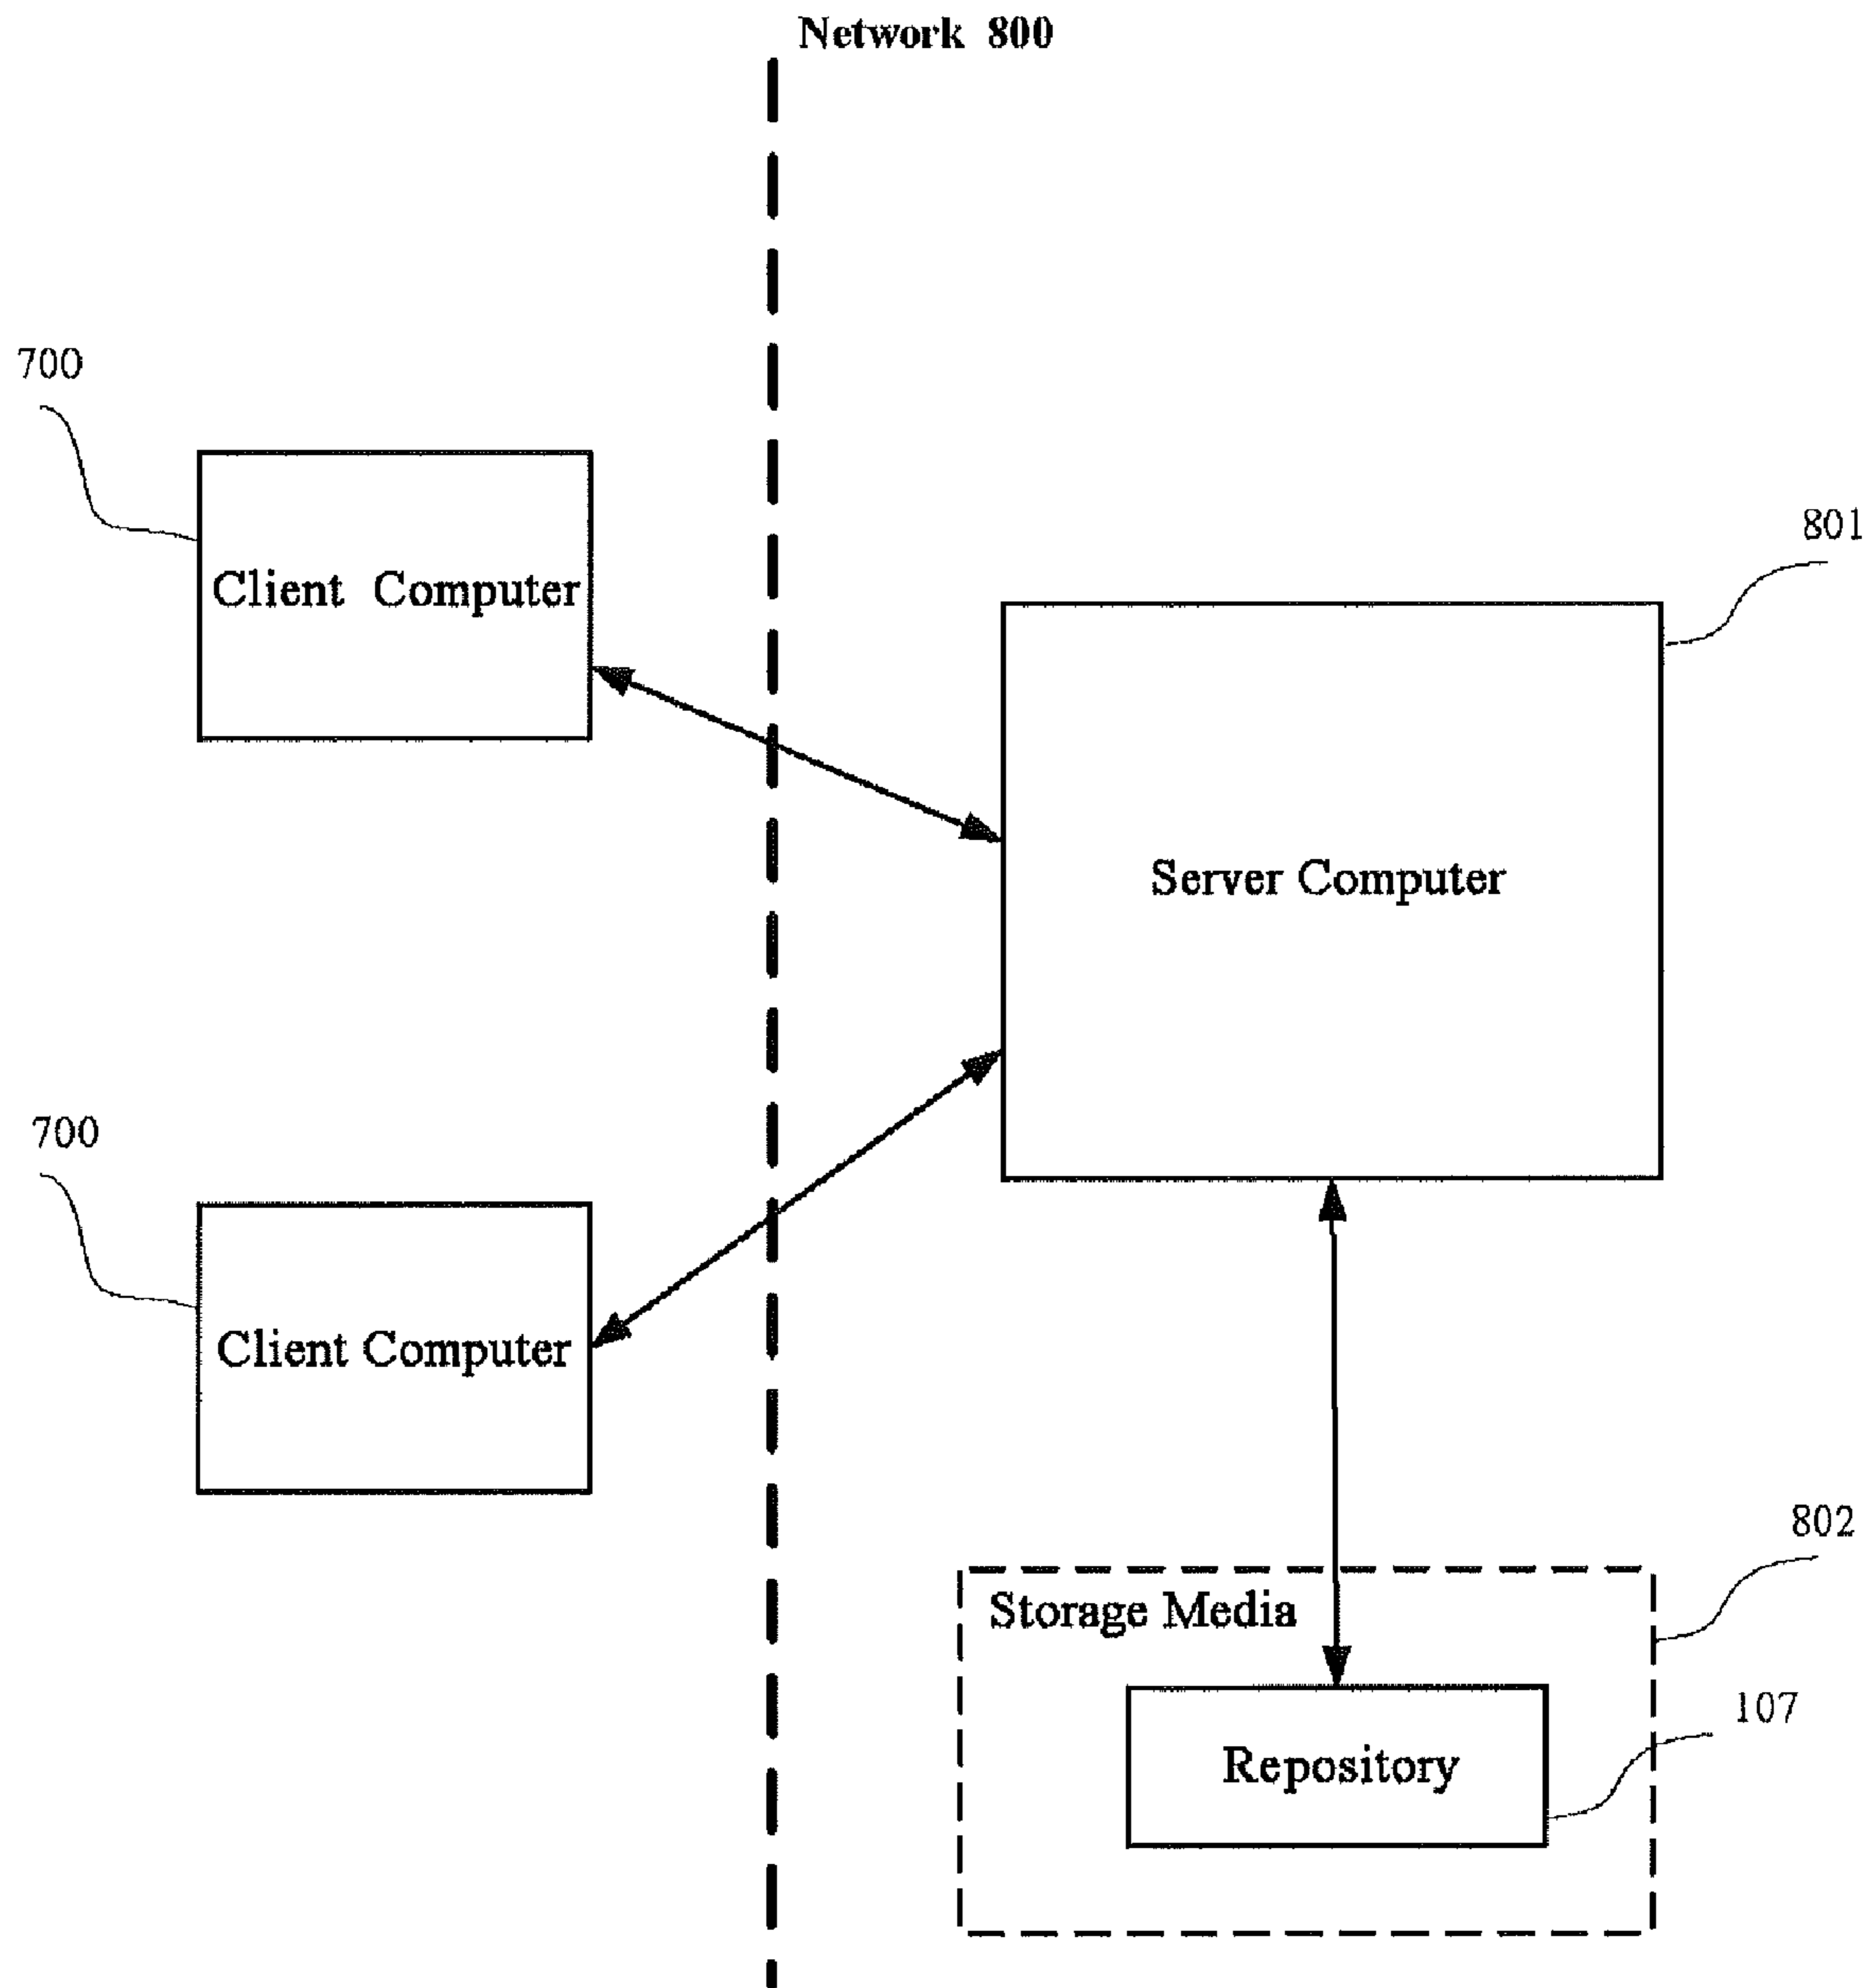 Network 800
700
Client Computer
801
Server Computer
700
Client Computer
802
Storage Media
107
Repository